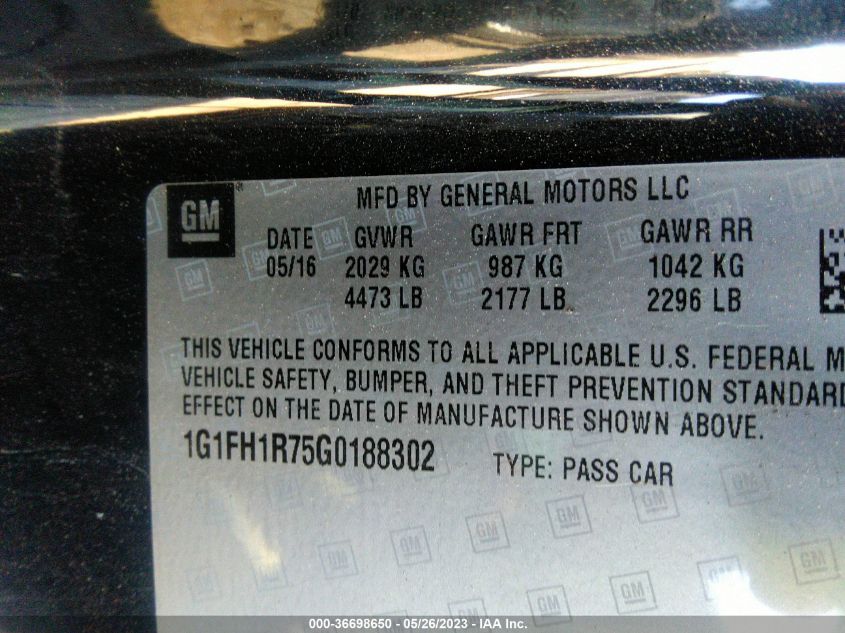 MFD BY GENERAL MOTORS LLC
GM
DATE GVWR GAWR FRT GAWR RR
05/16 2029 KG 987 KG 1042 KG
4473 LB 2177 LB 2296 LB
THIS VEHICLE CONFORMS TO ALL APPLICABLE U.S. FEDERAL M
VEHICLE SAFETY, BUMPER, AND THEFT PREVENTION STANDARD
EFFECT ON THE DATE OF MANUFACTURE SHOWN ABOVE.
1G1FH1R75G0188302 TYPE: PASS CAR
000-36698650 - 05/26/2023 - IAA Inc.